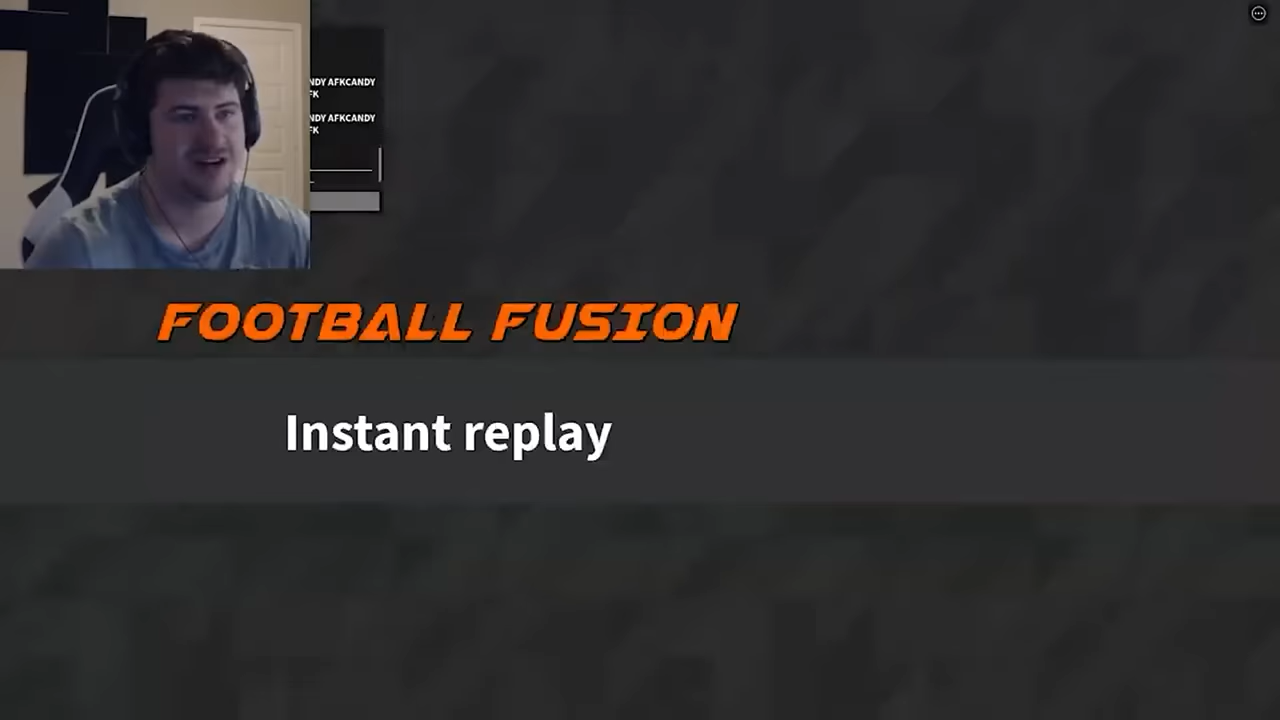 NDY AFKCANDY
FK
NDY AFKCANDY
FK
FOOTBALL FUSION
Instant replay